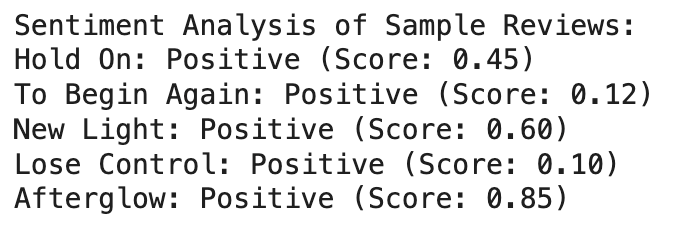 Sentiment Analysis of Sample Reviews:
Hold On: Positive (Score: 0.45)
To Begin Again: Positive (Score: 0.12)
New Light: Positive (Score: 0.60)
Lose Control: Positive (Score: 0.10)
Afterglow: Positive (Score: 0.85)